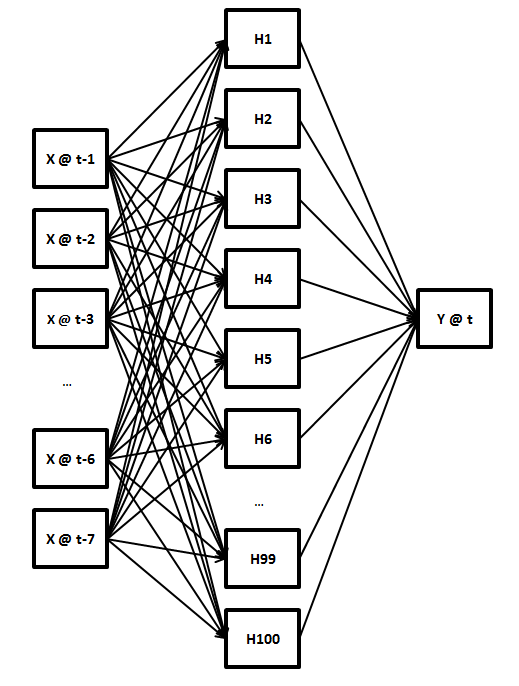 X @ t-1
X @ t-2
X @ t-3
...
X @ t-6
X @ t-7
H1
H2
H3
H4
H5
H6
...
H99
H100
Y @ t